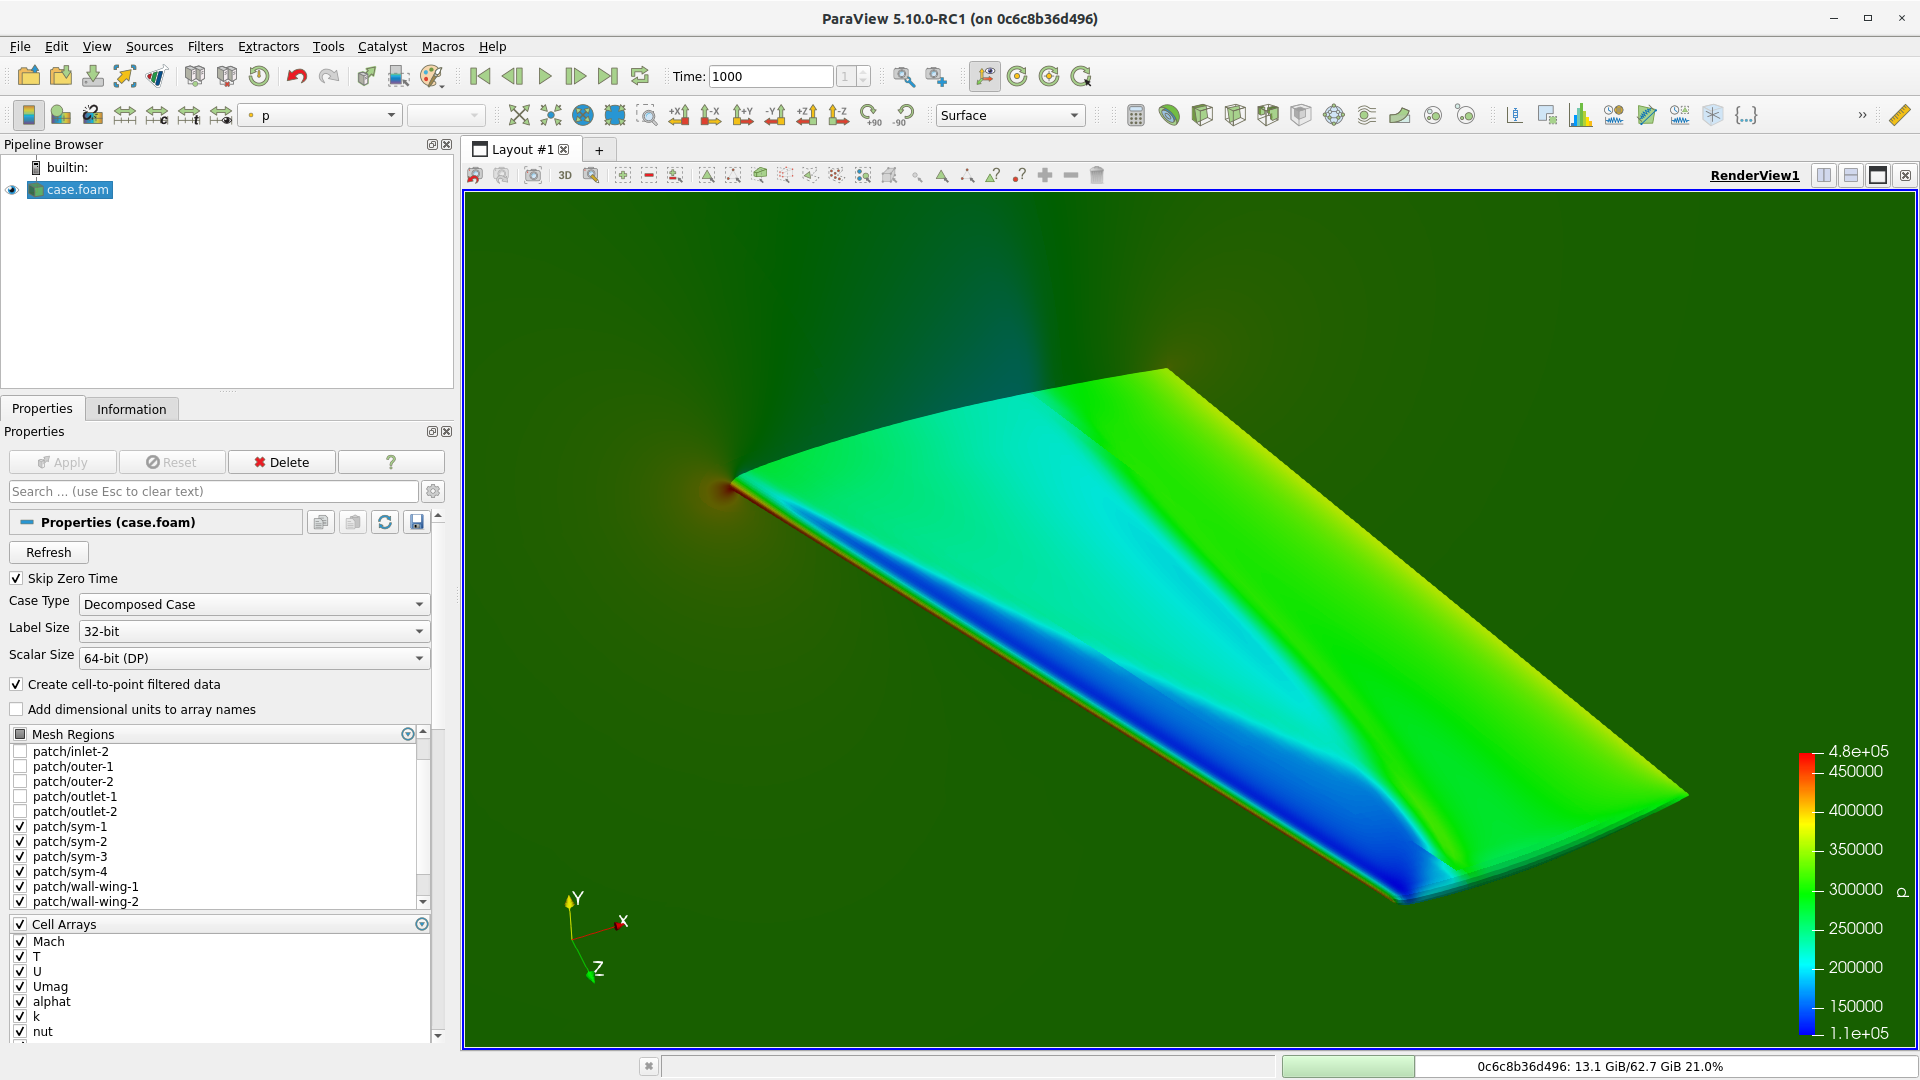 ParaView 5.10.0-RC1 (on 0c6c8b36d496)
File Edit View Sources Filters Extractors Tools Catalyst Macros Help
Time: 1000 1
p Surface +X -X +Y -Y +Z -Z +90 -90
Pipeline Browser
builtin:
case.foam
Properties Information
Properties
Apply Reset Delete ?
Search ... (use Esc to clear text)
Properties (case.foam)
Refresh
Skip Zero Time
Case Type Decomposed Case
Label Size 32-bit
Scalar Size 64-bit (DP)
Create cell-to-point filtered data
Add dimensional units to array names
Mesh Regions
patch/inlet-2
patch/outer-1
patch/outer-2
patch/outlet-1
patch/outlet-2
patch/sym-1
patch/sym-2
patch/sym-3
patch/sym-4
patch/wall-wing-1
patch/wall-wing-2
Cell Arrays
Mach
T
U
Umag
alphat
k
nut
Layout #1 +
3D RenderView1
Y
X
Z
4.8e+05
450000
400000
350000
300000
250000
200000
150000
1.1e+05
p
0c6c8b36d496: 13.1 GiB/62.7 GiB 21.0%